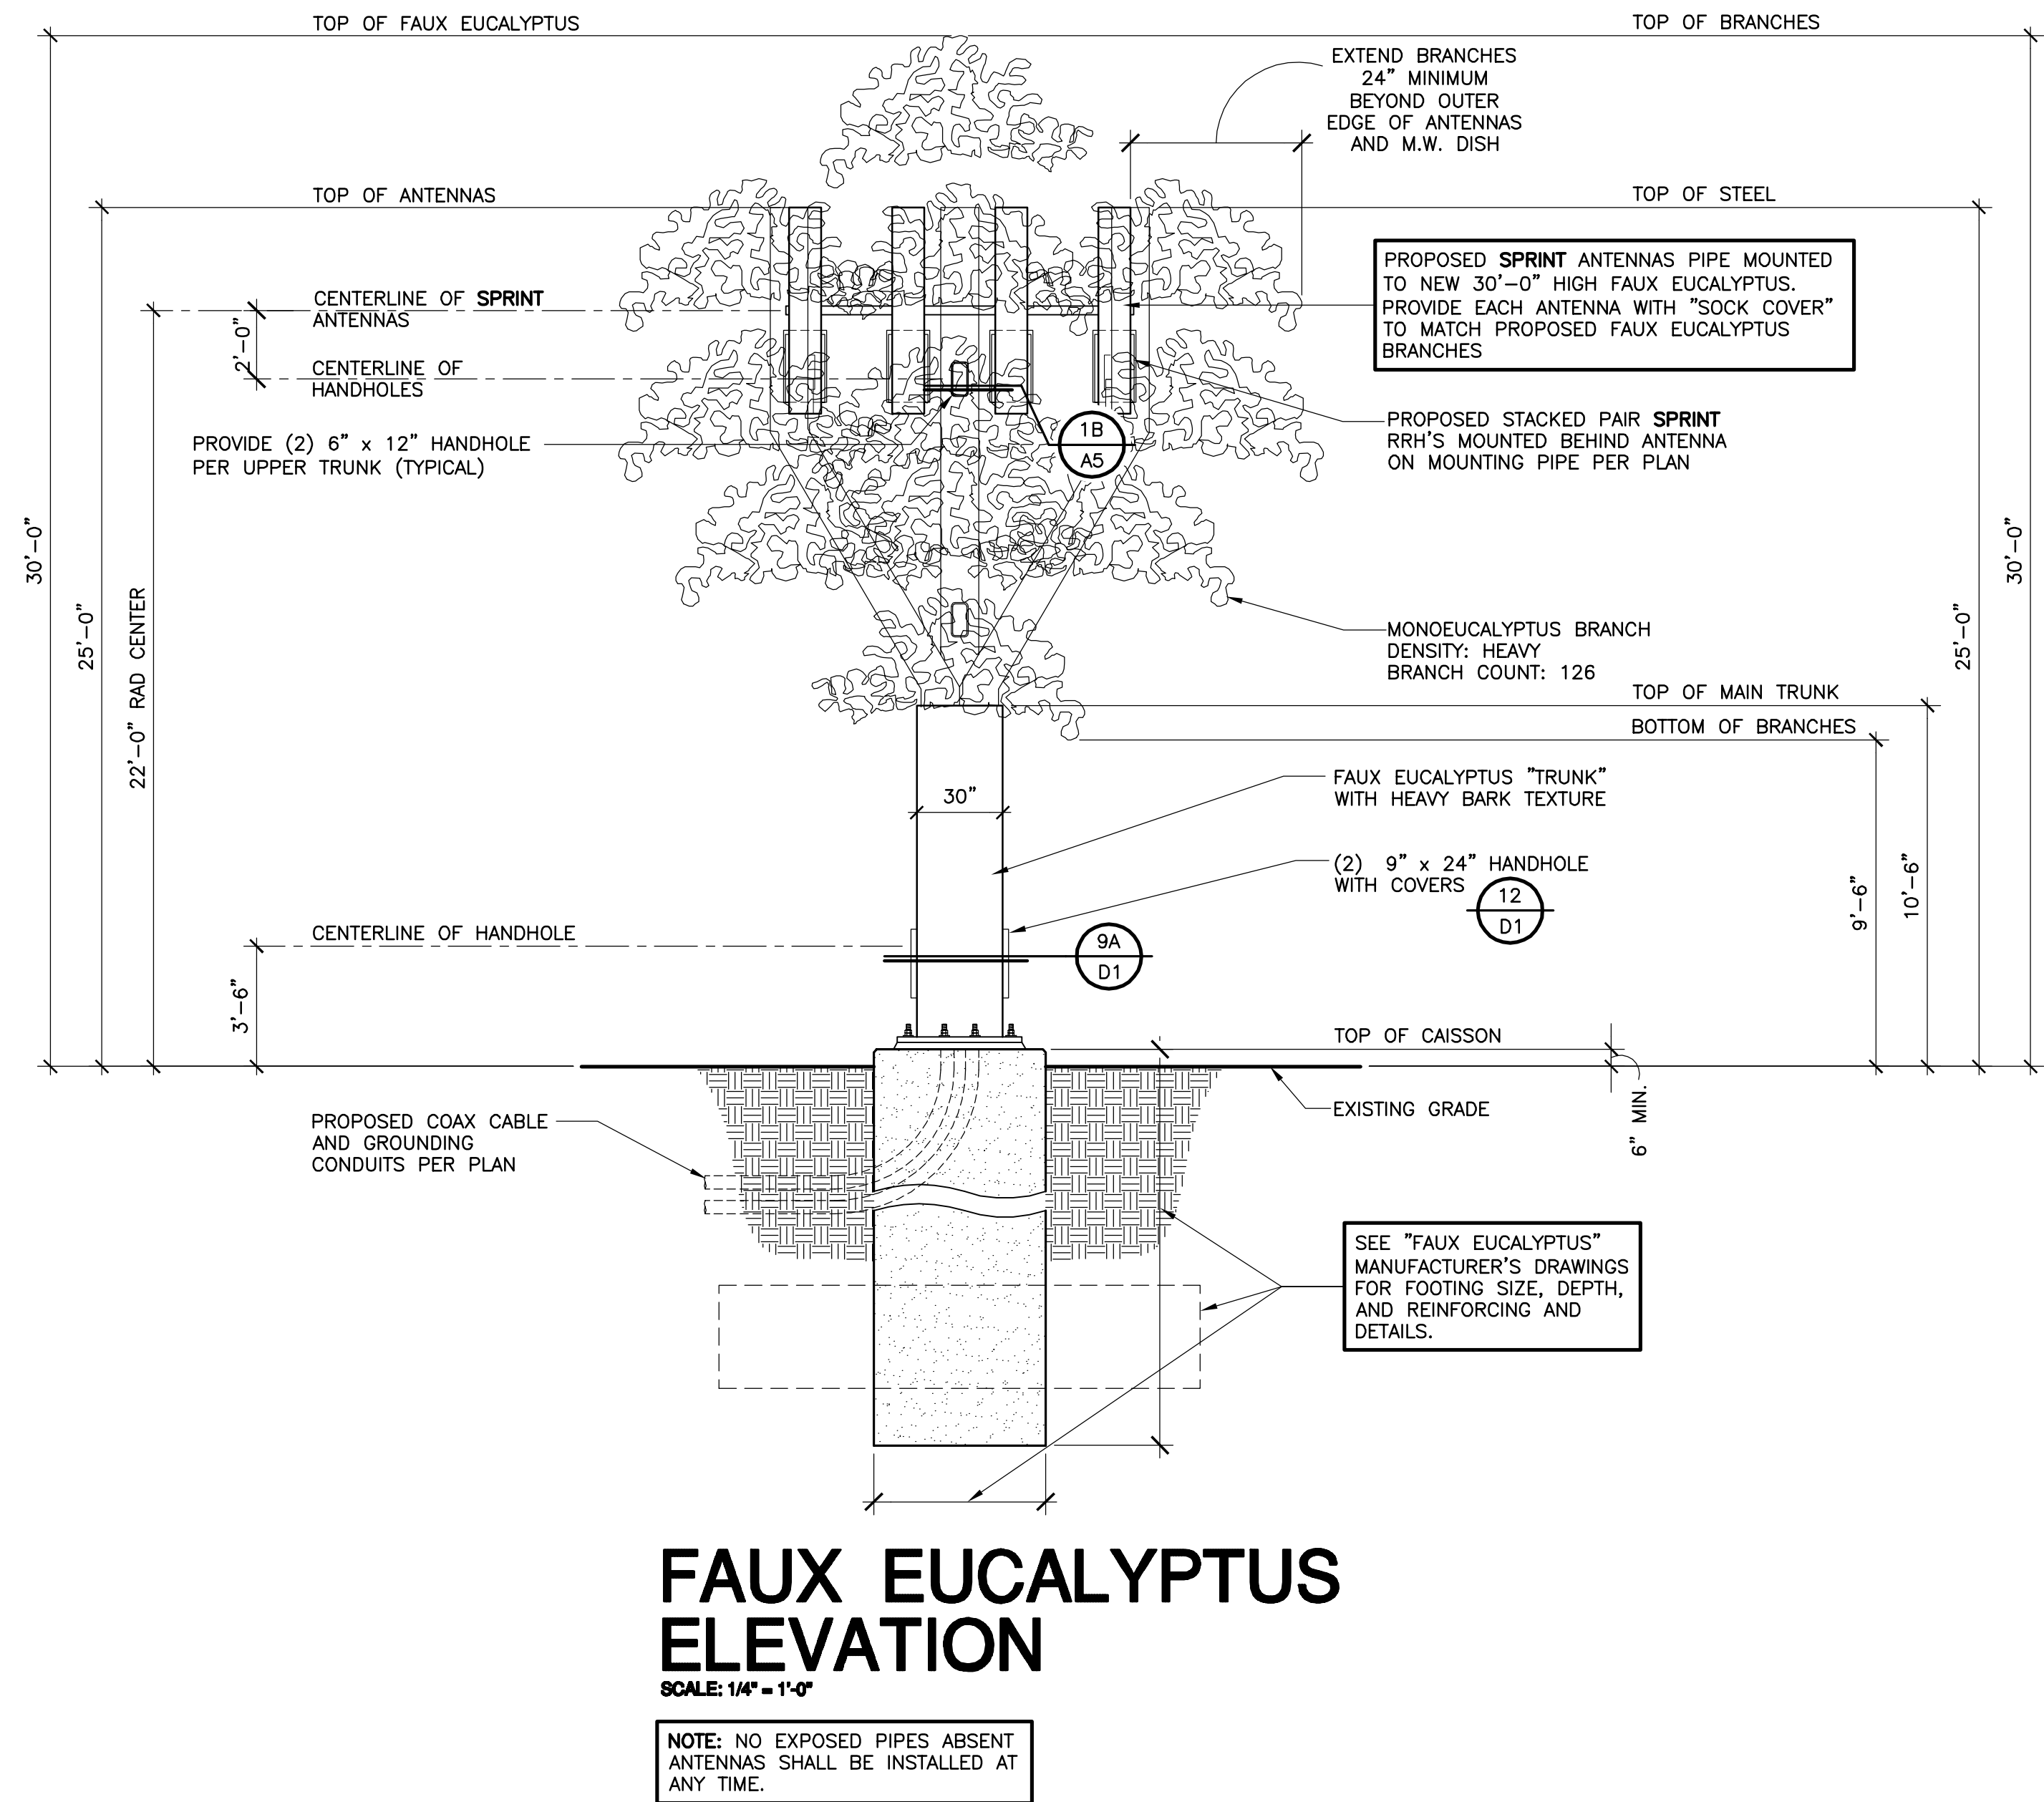 TOP OF FAUX EUCALYPTUS
TOP OF BRANCHES
EXTEND BRANCHES
24" MINIMUM
BEYOND OUTER
EDGE OF ANTENNAS
AND M.W. DISH
TOP OF ANTENNAS
TOP OF STEEL
PROPOSED SPRINT ANTENNAS PIPE MOUNTED
TO NEW 30'-0" HIGH FAUX EUCALYPTUS.
PROVIDE EACH ANTENNA WITH "SOCK COVER"
TO MATCH PROPOSED FAUX EUCALYPTUS
BRANCHES
CENTERLINE OF SPRINT
ANTENNAS
2'-0"
CENTERLINE OF
HANDHOLES
PROVIDE (2) 6" x 12" HANDHOLE
PER UPPER TRUNK (TYPICAL)
1B
A5
PROPOSED STACKED PAIR SPRINT
RRH'S MOUNTED BEHIND ANTENNA
ON MOUNTING PIPE PER PLAN
30'-0"
25'-0"
22'-0" RAD CENTER
MONOEUCALYPTUS BRANCH
DENSITY: HEAVY
BRANCH COUNT: 126
25'-0"
30'-0"
TOP OF MAIN TRUNK
BOTTOM OF BRANCHES
30"
FAUX EUCALYPTUS "TRUNK"
WITH HEAVY BARK TEXTURE
(2) 9" x 24" HANDHOLE
WITH COVERS
12
D1
9'-6"
10'-6"
CENTERLINE OF HANDHOLE
9A
D1
3'-6"
TOP OF CAISSON
EXISTING GRADE
6" MIN.
PROPOSED COAX CABLE
AND GROUNDING
CONDUITS PER PLAN
SEE "FAUX EUCALYPTUS"
MANUFACTURER'S DRAWINGS
FOR FOOTING SIZE, DEPTH,
AND REINFORCING AND
DETAILS.
FAUX EUCALYPTUS
ELEVATION
SCALE: 1/4" = 1'-0"
NOTE: NO EXPOSED PIPES ABSENT
ANTENNAS SHALL BE INSTALLED AT
ANY TIME.